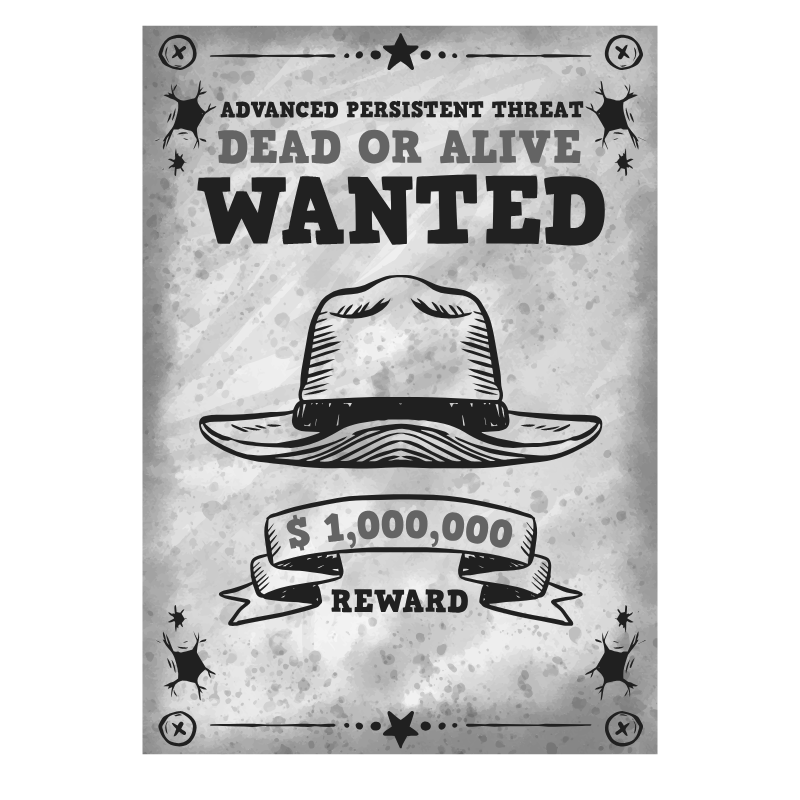 ADVANCED PERSISTENT THREAT
DEAD OR ALIVE
WANTED
$ 1,000,000
REWARD